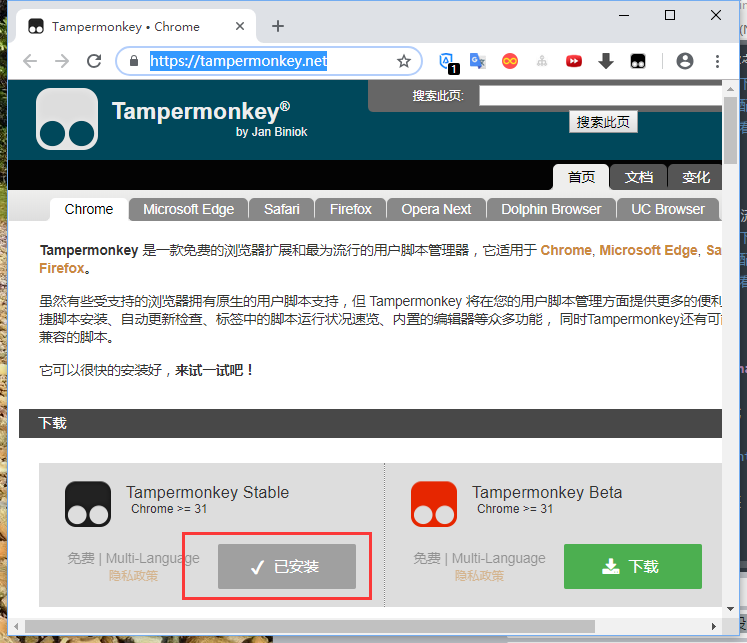 Tampermonkey • Chrome
https://tampermonkey.net
1
Tampermonkey®
by Jan Biniok
搜索此页:
搜索此页
首页 文档 变化
Chrome Microsoft Edge Safari Firefox Opera Next Dolphin Browser UC Browser
Tampermonkey 是一款免费的浏览器扩展和最为流行的用户脚本管理器，它适用于 Chrome, Microsoft Edge, Sa
Firefox。
虽然有些受支持的浏览器拥有原生的用户脚本支持，但 Tampermonkey 将在您的用户脚本管理方面提供更多的便利
捷脚本安装、自动更新检查、标签中的脚本运行状况速览、内置的编辑器等众多功能， 同时Tampermonkey还有可
兼容的脚本。
它可以很快的安装好，来试一试吧！
下载
Tampermonkey Stable
Chrome >= 31
免费 | Multi-Language
隐私政策
已安装
Tampermonkey Beta
Chrome >= 31
免费 | Multi-Language
隐私政策
下载